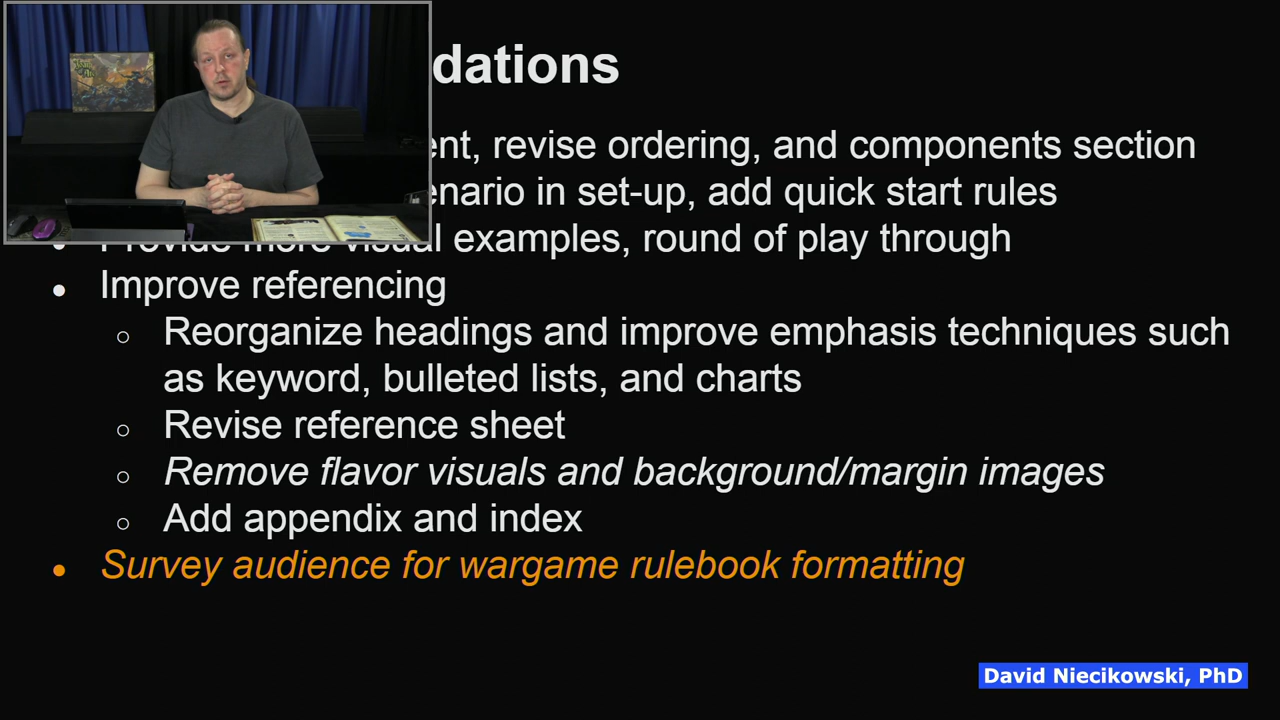 dations
ent, revise ordering, and components section
enario in set-up, add quick start rules
Provide more visual examples, round of play through
Improve referencing
Reorganize headings and improve emphasis techniques such
as keyword, bulleted lists, and charts
Revise reference sheet
Remove flavor visuals and background/margin images
Add appendix and index
Survey audience for wargame rulebook formatting
David Niecikowski, PhD